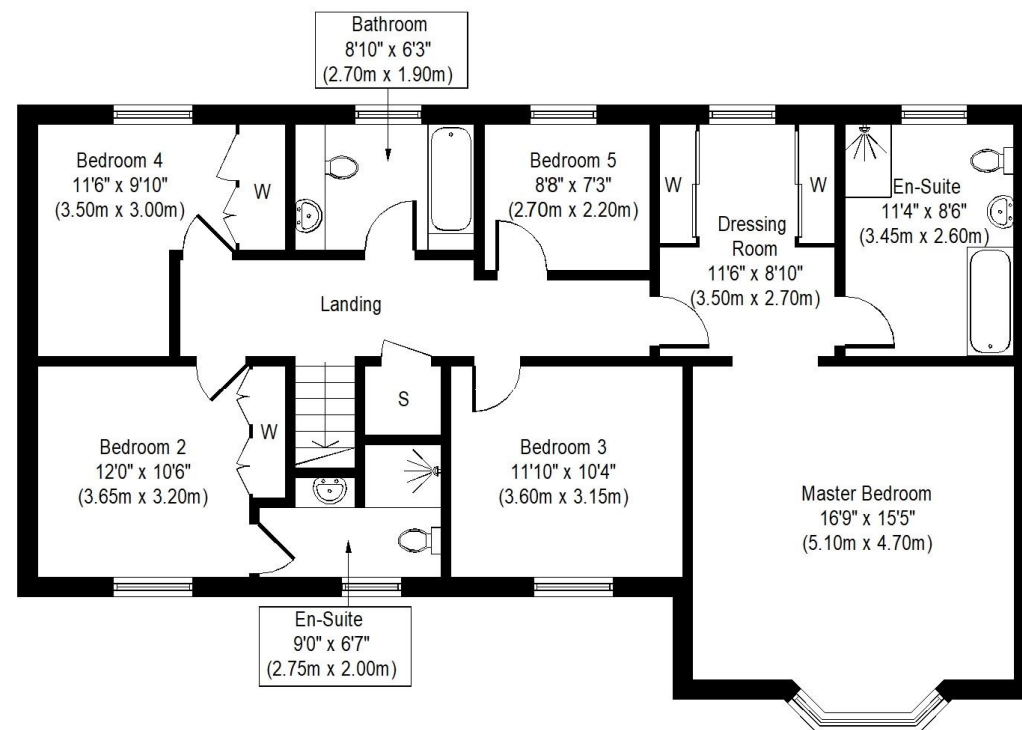 Bathroom
8'10" x 6'3"
(2.70m x 1.90m)
Bedroom 4
11'6" x 9'10"
(3.50m x 3.00m)
W
Bedroom 5
8'8" x 7'3"
(2.70m x 2.20m)
W
W
Dressing
Room
11'6" x 8'10"
(3.50m x 2.70m)
En-Suite
11'4" x 8'6"
(3.45m x 2.60m)
Landing
S
W
Bedroom 2
12'0" x 10'6"
(3.65m x 3.20m)
Bedroom 3
11'10" x 10'4"
(3.60m x 3.15m)
Master Bedroom
16'9" x 15'5"
(5.10m x 4.70m)
En-Suite
9'0" x 6'7"
(2.75m x 2.00m)